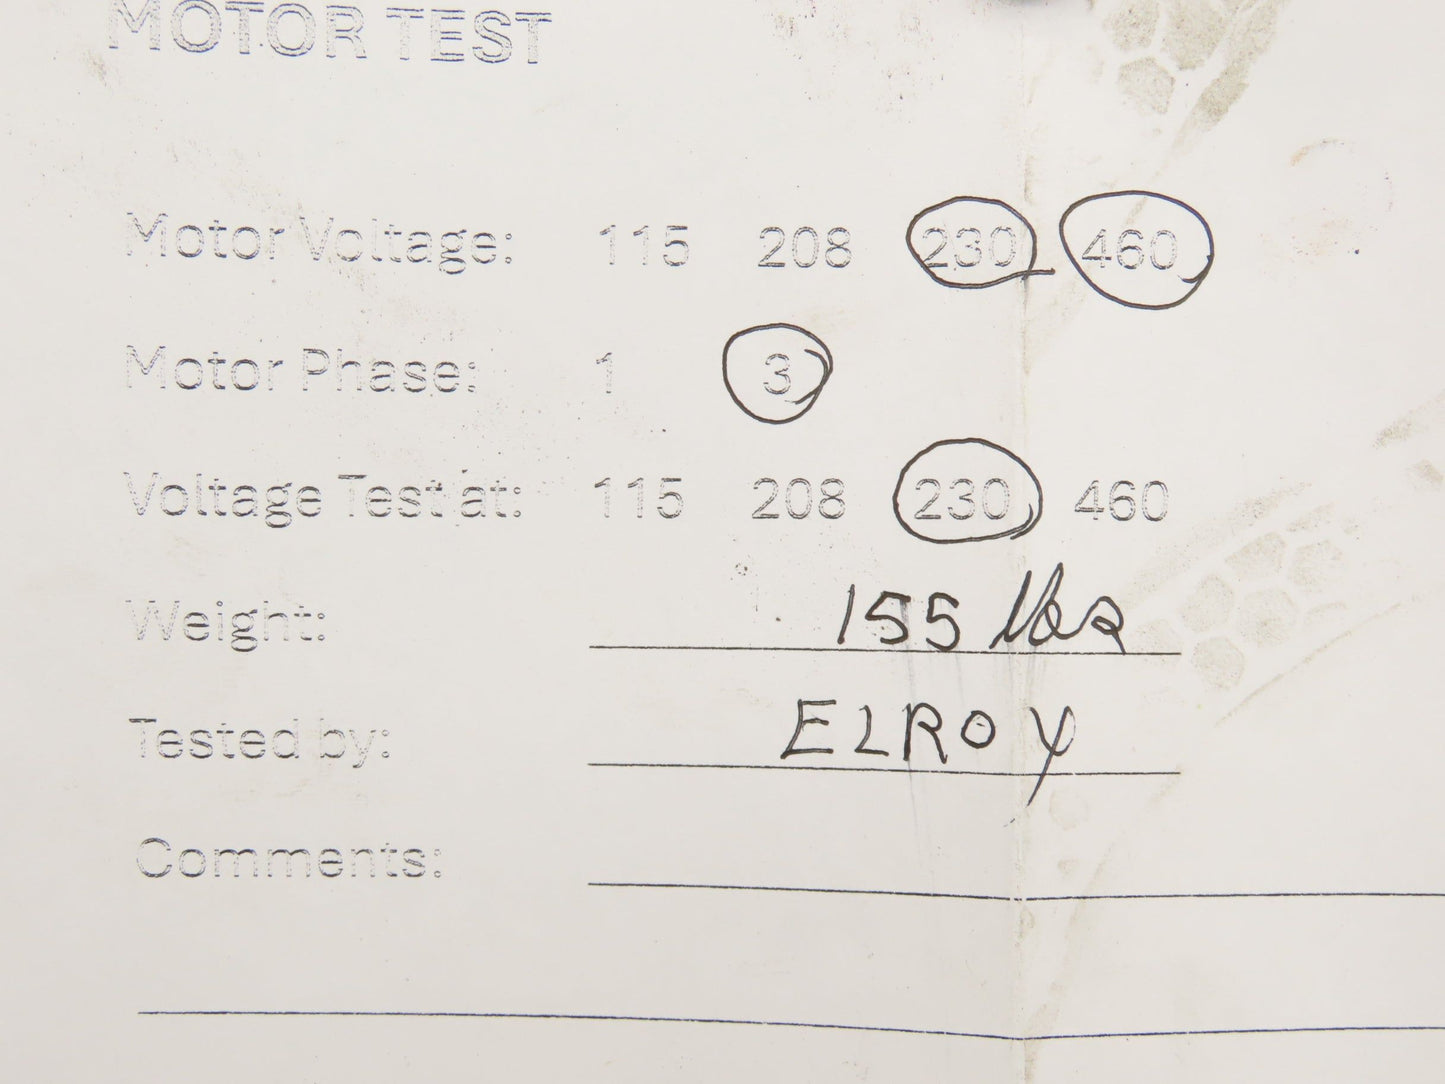 MOTOR TEST
Motor Voltage: 115 208 230 460
Motor Phase: 1 3
Voltage Test at: 115 208 230 460
Weight: 155 lbs
Tested by: ELROY
Comments: